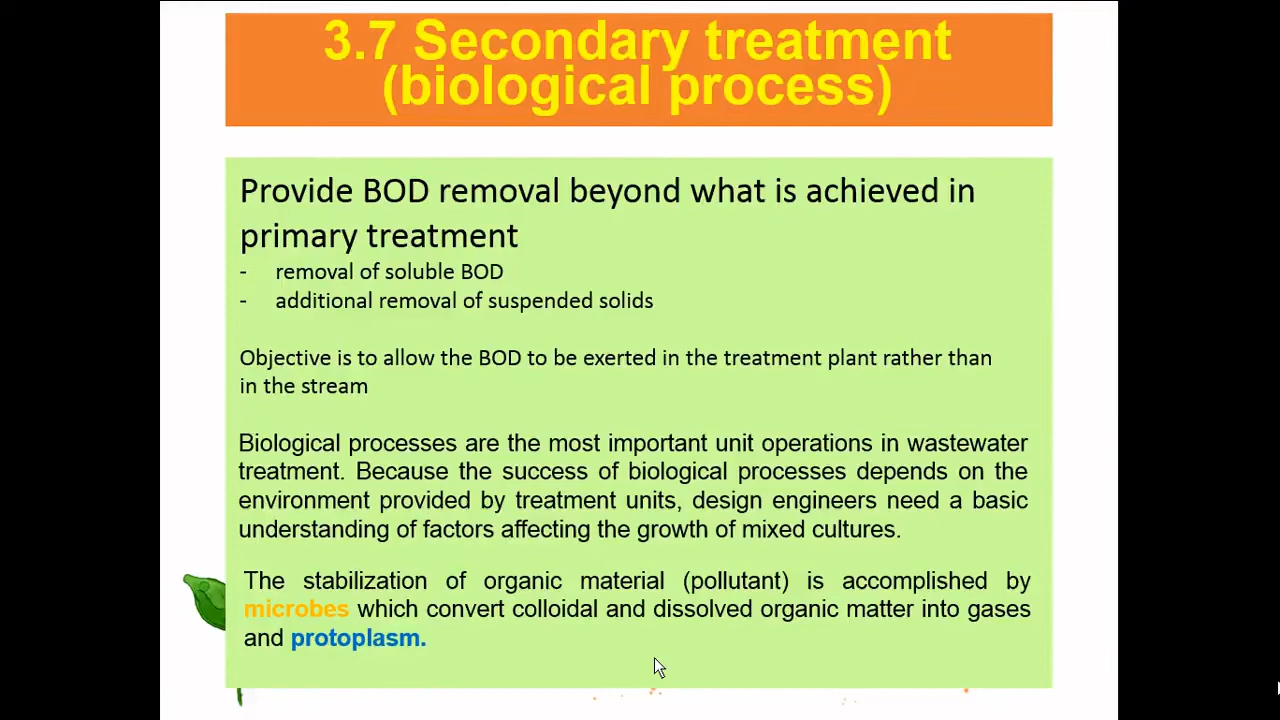 3.7 Secondary treatment
(biological process)
Provide BOD removal beyond what is achieved in
primary treatment
- removal of soluble BOD
- additional removal of suspended solids
Objective is to allow the BOD to be exerted in the treatment plant rather than
in the stream
Biological processes are the most important unit operations in wastewater
treatment. Because the success of biological processes depends on the
environment provided by treatment units, design engineers need a basic
understanding of factors affecting the growth of mixed cultures.
The stabilization of organic material (pollutant) is accomplished by
microbes which convert colloidal and dissolved organic matter into gases
and protoplasm.